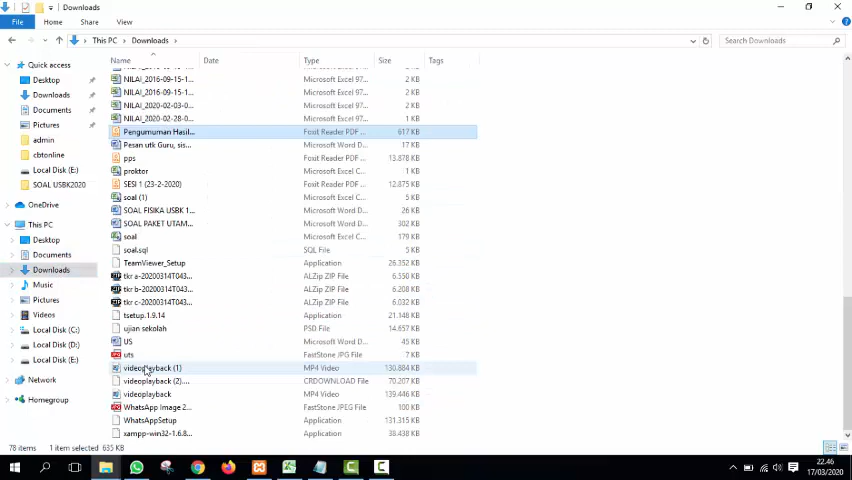 Downloads
File Home Share View
This PC > Downloads Search Downloads
Name Date Type Size Tags
Quick access
Desktop
Downloads
Documents
Pictures
admin
cbtonline
Local Disk (E:)
SOAL USBK2020
OneDrive
This PC
Desktop
Documents
Downloads
Music
Pictures
Videos
Local Disk (C:)
Local Disk (D:)
Local Disk (E:)
Network
Homegroup
Microsoft Excel 97...
NILAI_2016-09-15-1... Microsoft Excel 97... 2 KB
NILAI_2016-09-15-1... Microsoft Excel 97... 2 KB
NILAI_2020-02-03-0... Microsoft Excel 97... 2 KB
NILAI_2020-02-28-0... Microsoft Excel 97... 1 KB
Pengumuman Hasil... Foxit Reader PDF ... 617 KB
Pesan utk Guru, sis... Microsoft Word D... 17 KB
pps Foxit Reader PDF ... 13.878 KB
proktor Microsoft Excel C...
SESI 1 (23-2-2020) Foxit Reader PDF ... 12.875 KB
soal (1) Microsoft Excel C...
SOAL FISIKA USBK 1... Microsoft Word D... 26 KB
SOAL PAKET UTAM... Microsoft Word D... 302 KB
soal Microsoft Excel C... 179 KB
soal.sql SQL File 5 KB
TeamViewer_Setup Application 26.352 KB
tkr a-20200314T043... ALZip ZIP File 6.550 KB
tkr b-20200314T043... ALZip ZIP File 6.208 KB
tkr c-20200314T043... ALZip ZIP File 6.032 KB
tsetup.1.9.14 Application 21.148 KB
ujian sekolah PSD File 14.657 KB
US Microsoft Word D... 45 KB
uts FastStone JPG File 7 KB
videoplayback (1) MP4 Video 130.884 KB
videoplayback (2).... CRDOWNLOAD File 70.207 KB
videoplayback MP4 Video 139.446 KB
WhatsApp Image 2... FastStone JPEG File 100 KB
WhatsAppSetup Application 131.315 KB
xampp-win32-1.6.8... Application 38.438 KB
78 items 1 item selected 635 KB
22.46
17/03/2020